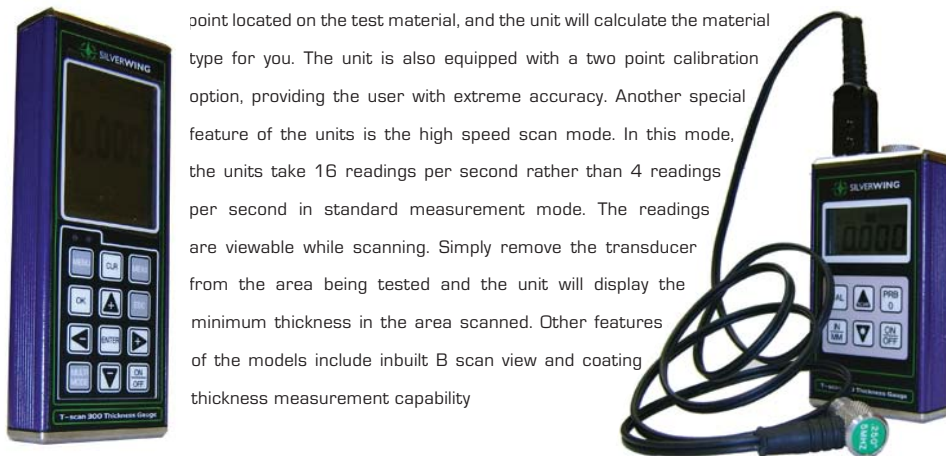 point located on the test material, and the unit will calculate the material
type for you. The unit is also equipped with a two point calibration
option, providing the user with extreme accuracy. Another special
feature of the units is the high speed scan mode. In this mode,
the units take 16 readings per second rather than 4 readings
per second in standard measurement mode. The readings
are viewable while scanning. Simply remove the transducer
from the area being tested and the unit will display the
minimum thickness in the area scanned. Other features
of the models include inbuilt B scan view and coating
thickness measurement capability
SILVERWING
0.000
MENU CLR
OK ESC
ENTER
MULTI MODE ON OFF
T-scan 300 Thickness Gauge
SILVERWING
0.000
PRB 0
IN MM ON OFF
Thickness Gauge
.250"
5MHZ